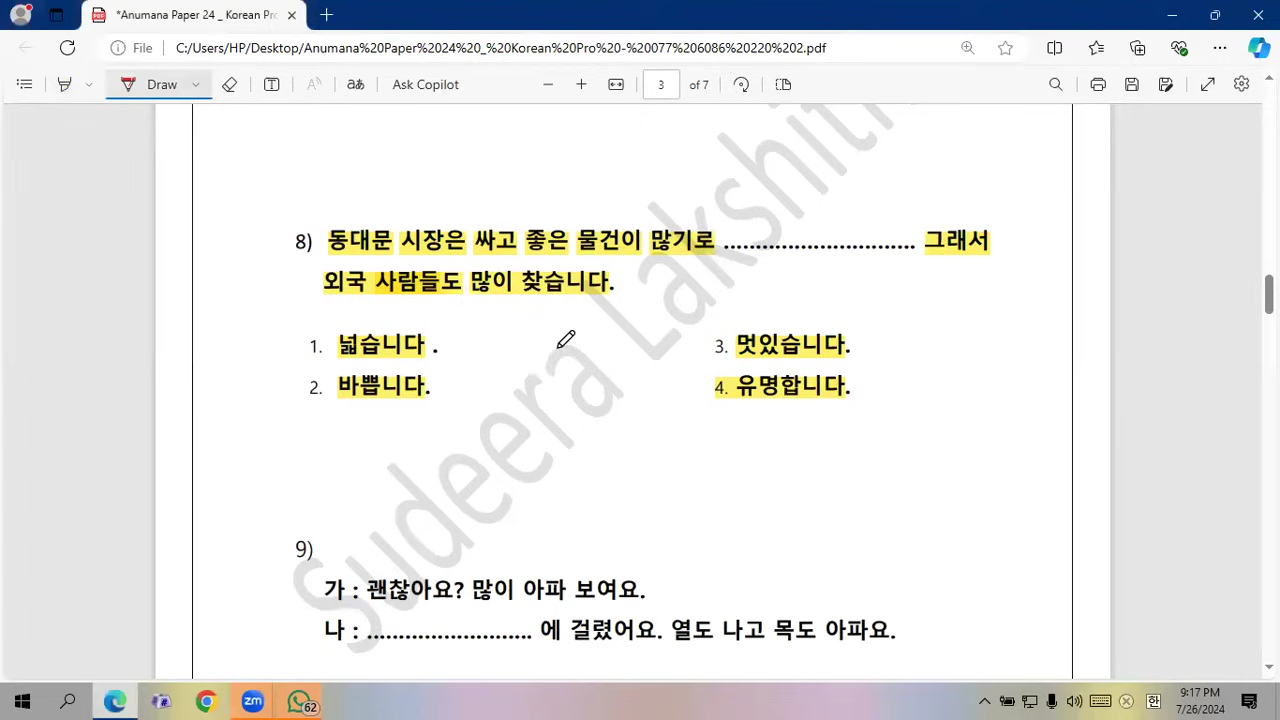 *Anumana Paper 24 _ Korean Pro
File
C:/Users/HP/Desktop/Anumana%20Paper%2024%20_%20Korean%20Pro%20-%20077%206086%20220%202.pdf
Draw
aあ
Ask Copilot
3 of 7
8) 동대문 시장은 싸고 좋은 물건이 많기로 .............................. 그래서
외국 사람들도 많이 찾습니다.
1. 넓습니다 .
3. 멋있습니다.
2. 바쁩니다.
4. 유명합니다.
9)
가 : 괜찮아요? 많이 아파 보여요.
나 : .......................... 에 걸렸어요. 열도 나고 목도 아파요.
Sudeera Lakshith
zm
62
한
9:17 PM
7/26/2024